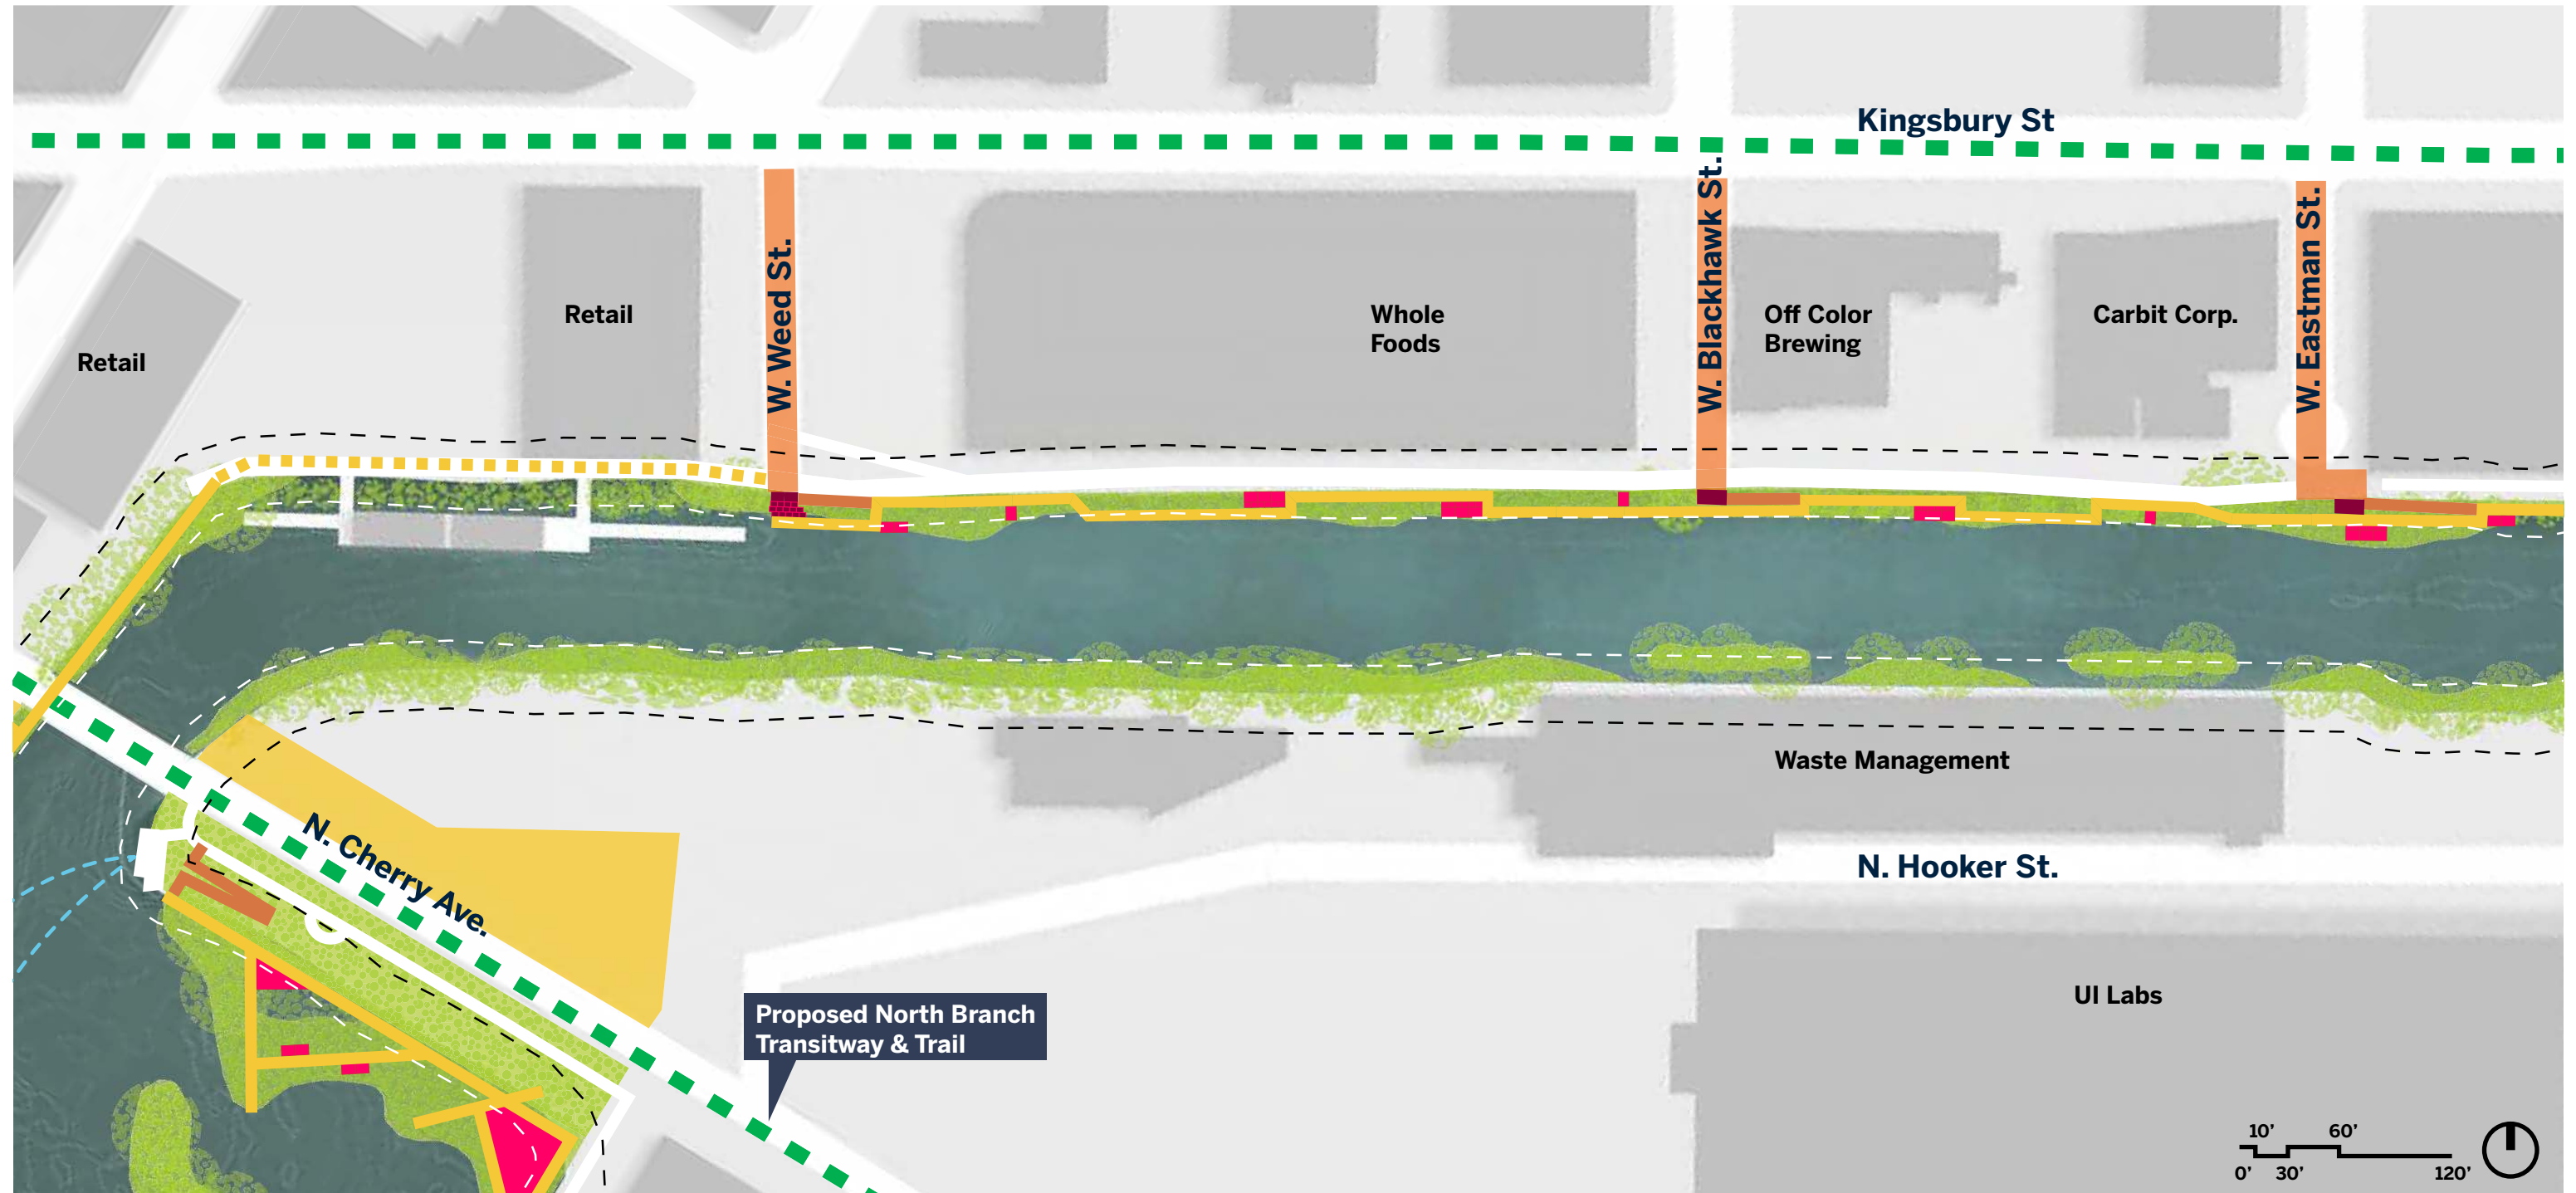 Kingsbury St
W. Weed St.
W. Blackhawk St.
W. Eastman St.
Retail
Retail
Whole
Foods
Off Color
Brewing
Carbit Corp.
Waste Management
N. Cherry Ave.
N. Hooker St.
Proposed North Branch
Transitway & Trail
UI Labs
10’ 60’
0’ 30’ 120’